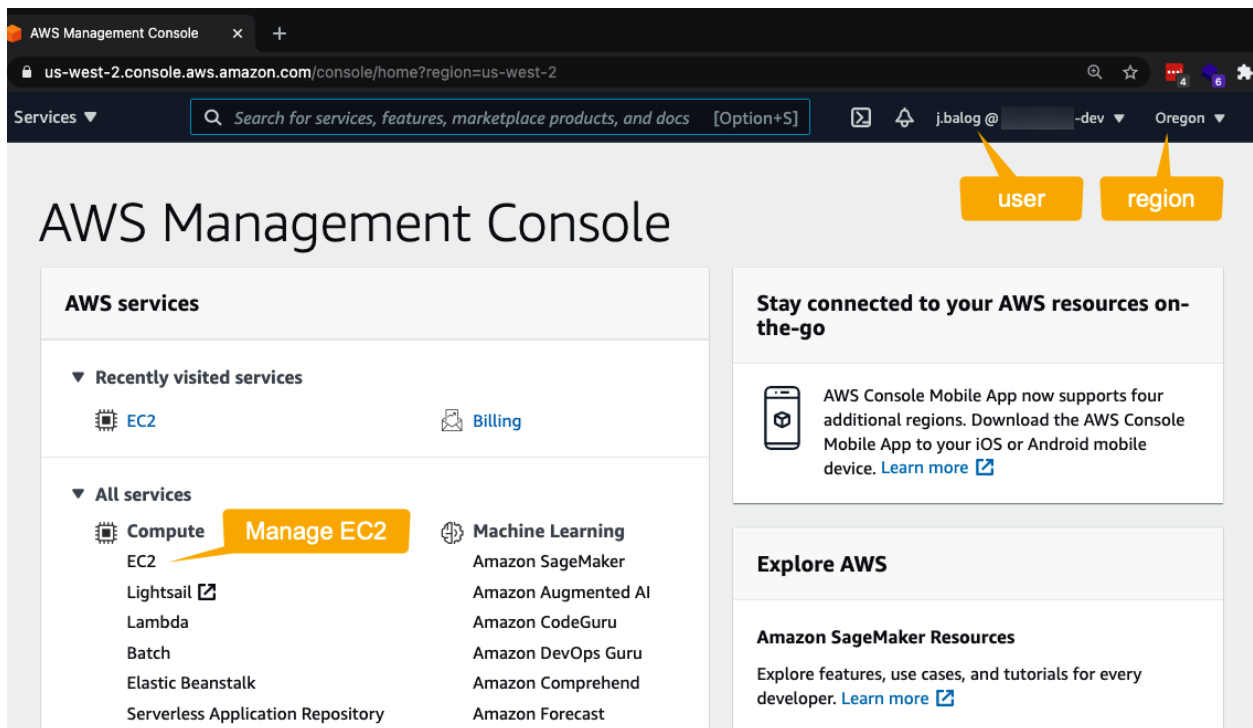 AWS Management Console
us-west-2.console.aws.amazon.com/console/home?region=us-west-2
4
6
Services
Search for services, features, marketplace products, and docs [Option+S]
j.balog @ -dev
Oregon
user
region
AWS Management Console
AWS services
Recently visited services
EC2
Billing
All services
Compute
Manage EC2
EC2
Lightsail
Lambda
Batch
Elastic Beanstalk
Serverless Application Repository
Machine Learning
Amazon SageMaker
Amazon Augmented AI
Amazon CodeGuru
Amazon DevOps Guru
Amazon Comprehend
Amazon Forecast
Stay connected to your AWS resources on-
the-go
AWS Console Mobile App now supports four
additional regions. Download the AWS Console
Mobile App to your iOS or Android mobile
device. Learn more
Explore AWS
Amazon SageMaker Resources
Explore features, use cases, and tutorials for every
developer. Learn more